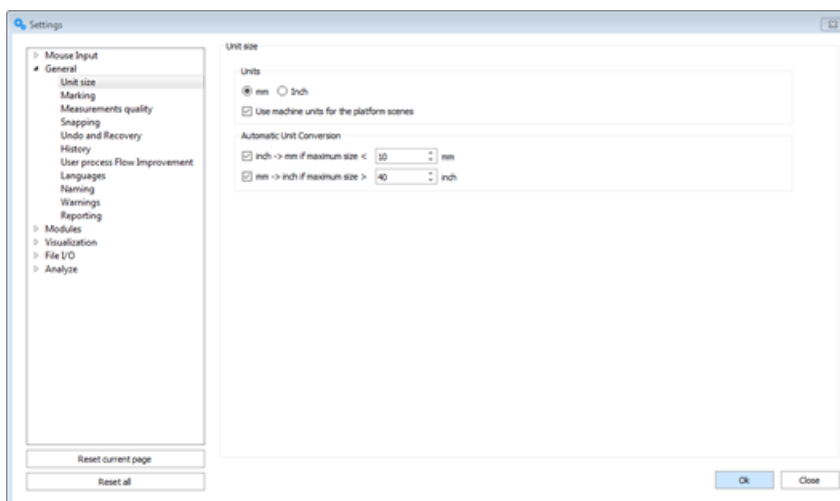 Settings
Mouse Input
General
Unit size
Marking
Measurements quality
Snapping
Undo and Recovery
History
User process Flow Improvement
Languages
Naming
Warnings
Reporting
Modules
Visualization
File I/O
Analyze
Reset current page
Reset all
Unit size
Units
mm Inch
Use machine units for the platform scenes
Automatic Unit Conversion
inch -> mm if maximum size < 10 mm
mm -> inch if maximum size > 40 inch
Ok Close